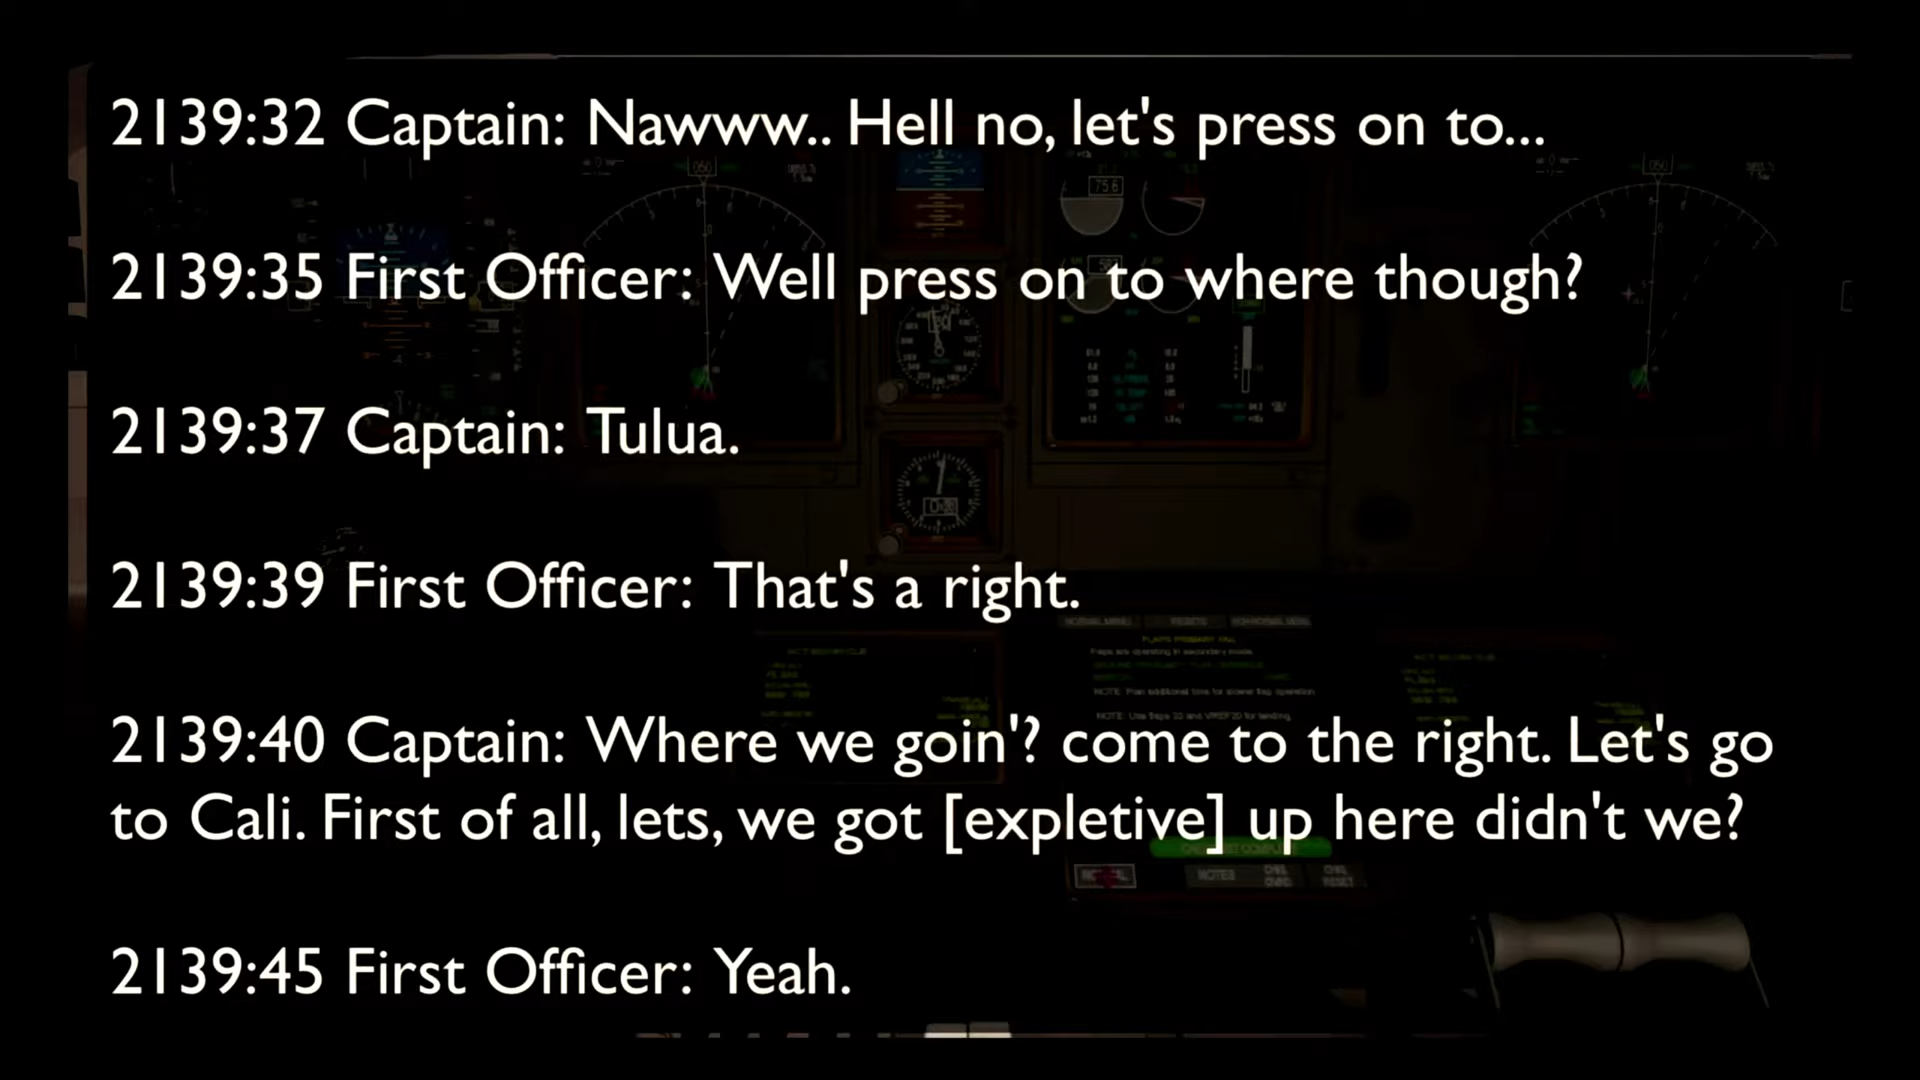 2139:32 Captain: Nawww.. Hell no, let's press on to...
2139:35 First Officer: Well press on to where though?
2139:37 Captain: Tulua.
2139:39 First Officer: That's a right.
2139:40 Captain: Where we goin'? come to the right. Let's go
to Cali. First of all, lets, we got [expletive] up here didn't we?
2139:45 First Officer: Yeah.